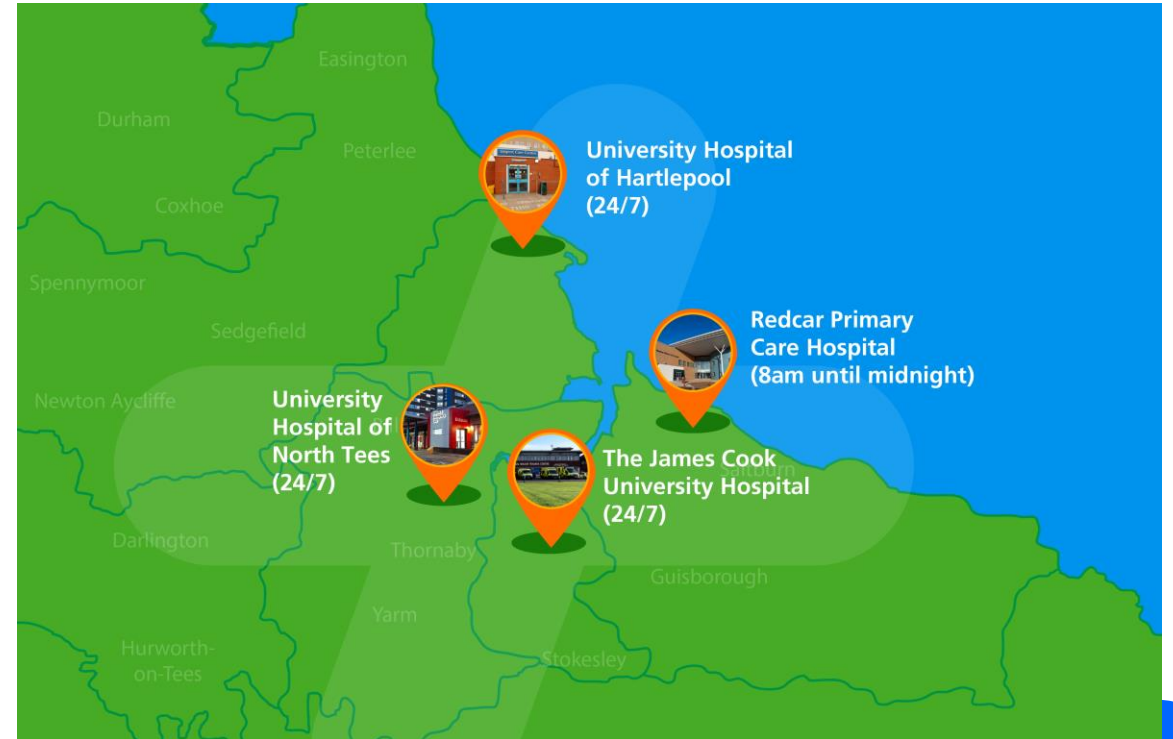 Easington
Durham
Peterlee
University Hospital
of Hartlepool
(24/7)
Coxhoe
Spennymoor
Sedgefield
Redcar Primary
Care Hospital
(8am until midnight)
Newton Aycliffe
University
Hospital of
North Tees
(24/7)
The James Cook
University Hospital
(24/7)
Saltburn
Darlington
Thornaby
Guisborough
Yarm
Hurworth-
on-Tees
Stokesley